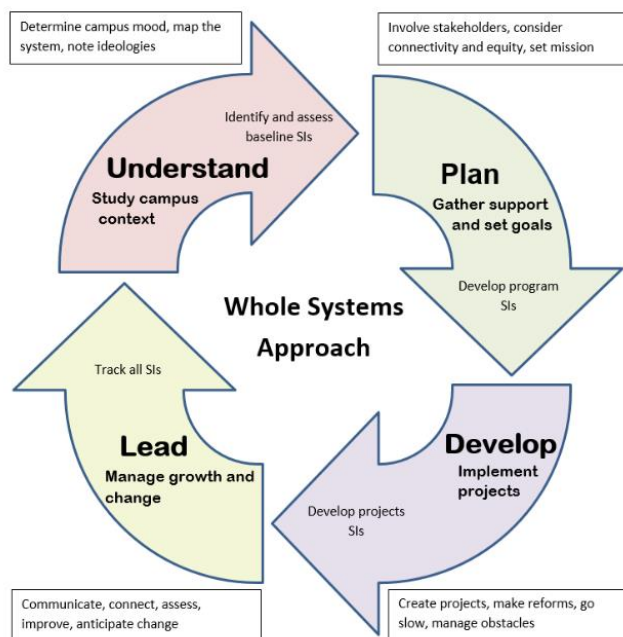 Determine campus mood, map the
system, note ideologies
Involve stakeholders, consider
connectivity and equity, set mission
Identify and assess
baseline SIs
Understand
Study campus
context
Plan
Gather support
and set goals
Develop program
SIs
Whole Systems
Approach
Track all SIs
Lead
Manage growth and
change
Develop
Implement
projects
Develop projects
SIs
Communicate, connect, assess,
improve, anticipate change
Create projects, make reforms, go
slow, manage obstacles